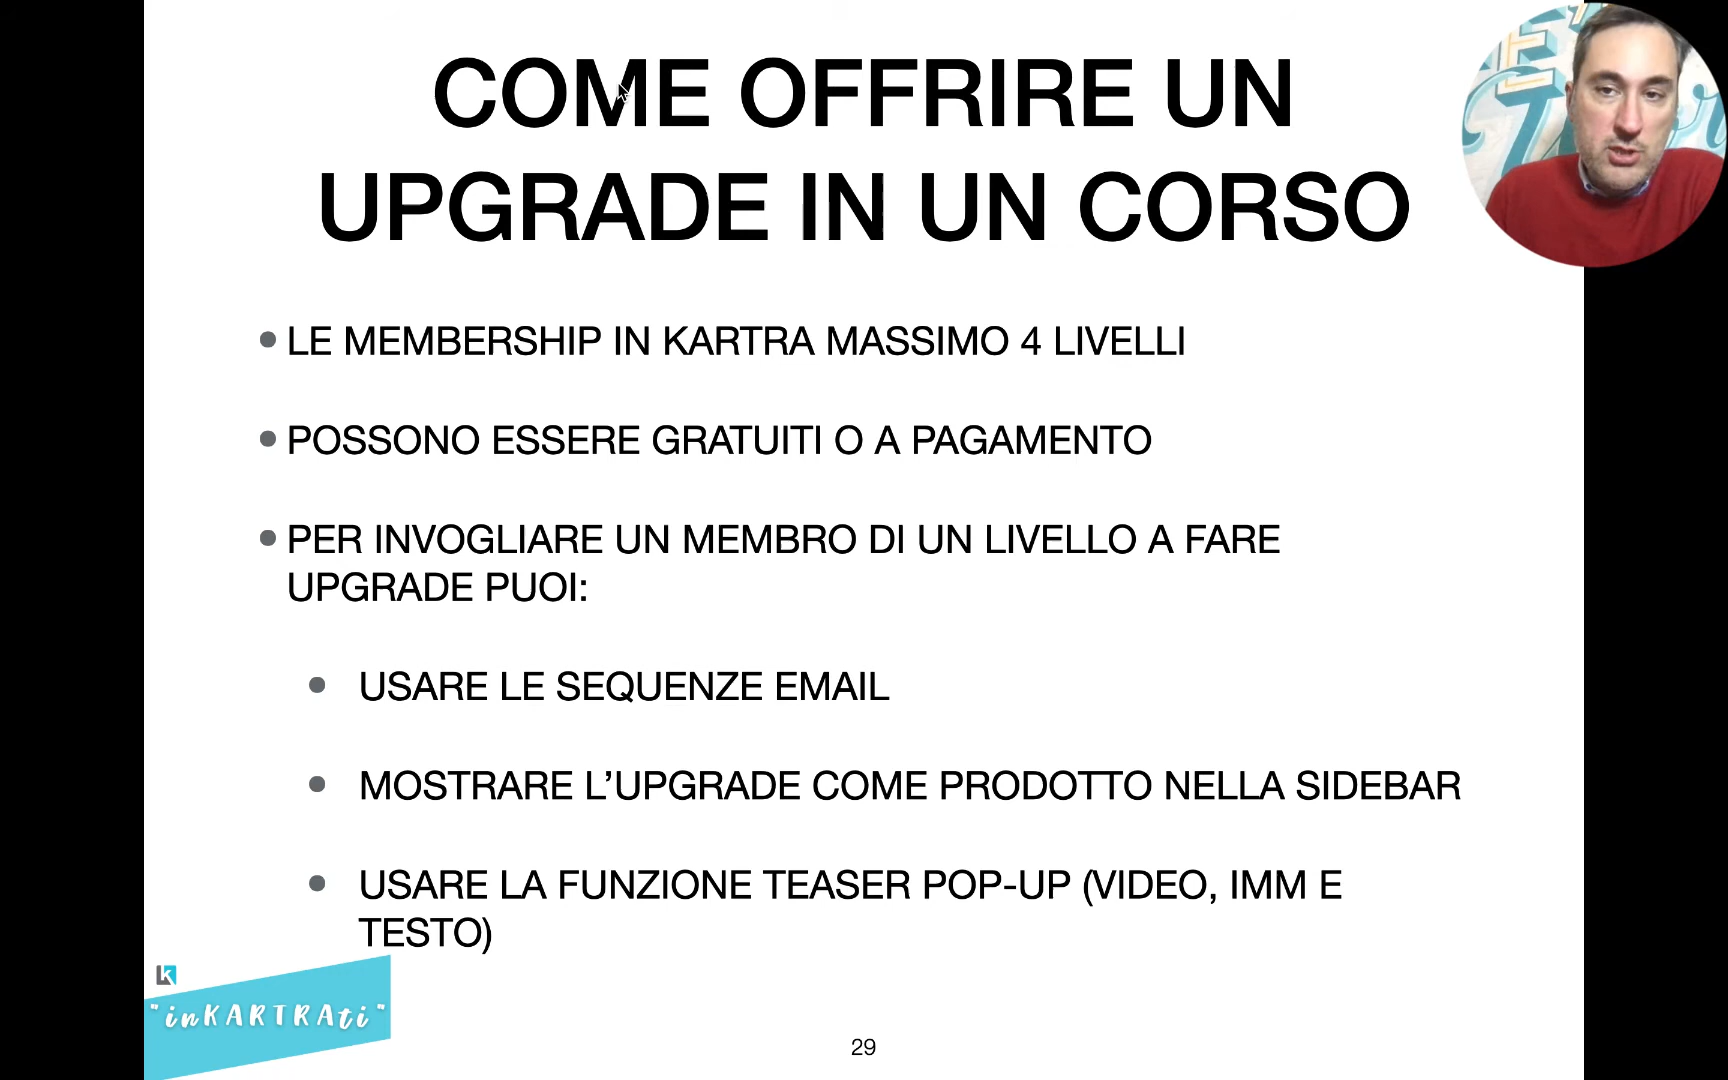 COME OFFRIRE UN
UPGRADE IN UN CORSO
• LE MEMBERSHIP IN KARTRA MASSIMO 4 LIVELLI
• POSSONO ESSERE GRATUITI O A PAGAMENTO
• PER INVOGLIARE UN MEMBRO DI UN LIVELLO A FARE
UPGRADE PUOI:
• USARE LE SEQUENZE EMAIL
• MOSTRARE L’UPGRADE COME PRODOTTO NELLA SIDEBAR
• USARE LA FUNZIONE TEASER POP-UP (VIDEO, IMM E
TESTO)
"inKARTRAti"
29